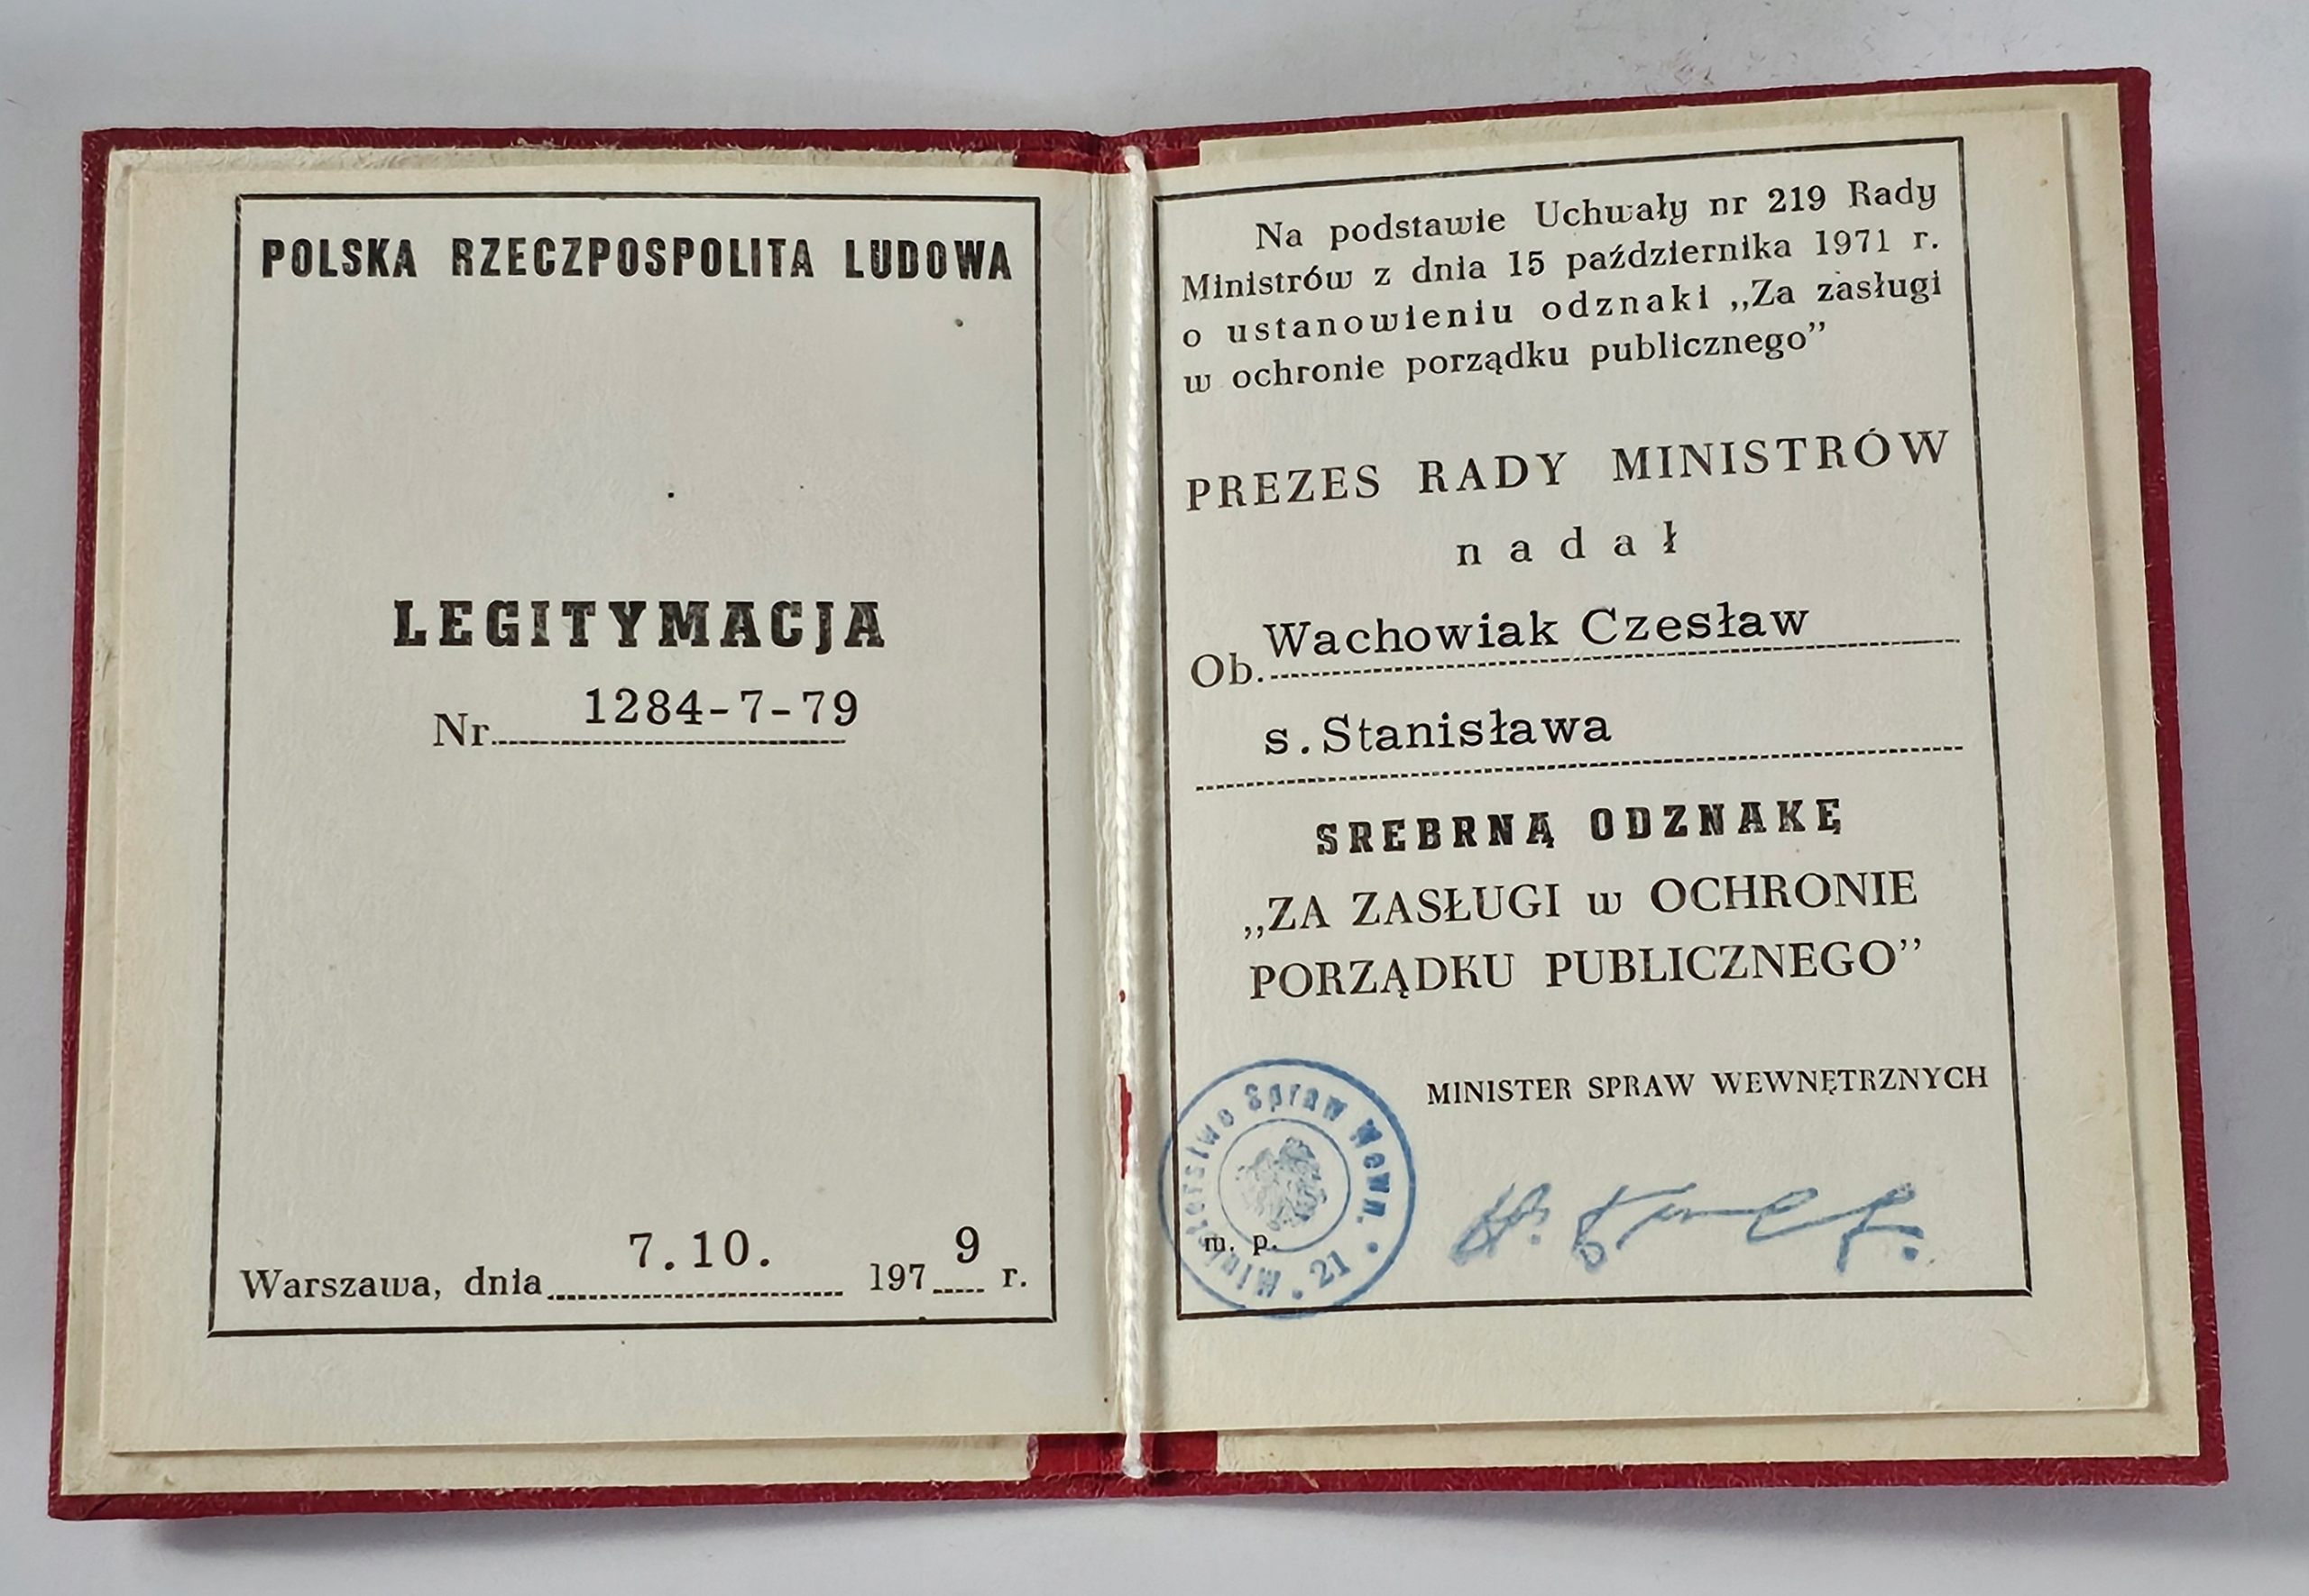 POLSKA RZECZPOSPOLITA LUDOWA
LEGITYMACJA
Nr 1284-7-79
Warszawa, dnia 7.10. 1979 r.
Na podstawie Uchwały nr 219 Rady
Ministrów z dnia 15 października 1971 r.
o ustanowieniu odznaki „Za zasługi
w ochronie porządku publicznego”
PREZES RADY MINISTRÓW
nadał
Ob. Wachowiak Czesław
s.Stanisława
SREBRNĄ ODZNAKĘ
„ZA ZASŁUGI w OCHRONIE
PORZĄDKU PUBLICZNEGO”
MINISTER SPRAW WEWNĘTRZNYCH
Ministerstwo Spraw Wewn. • 21 •
m. p.